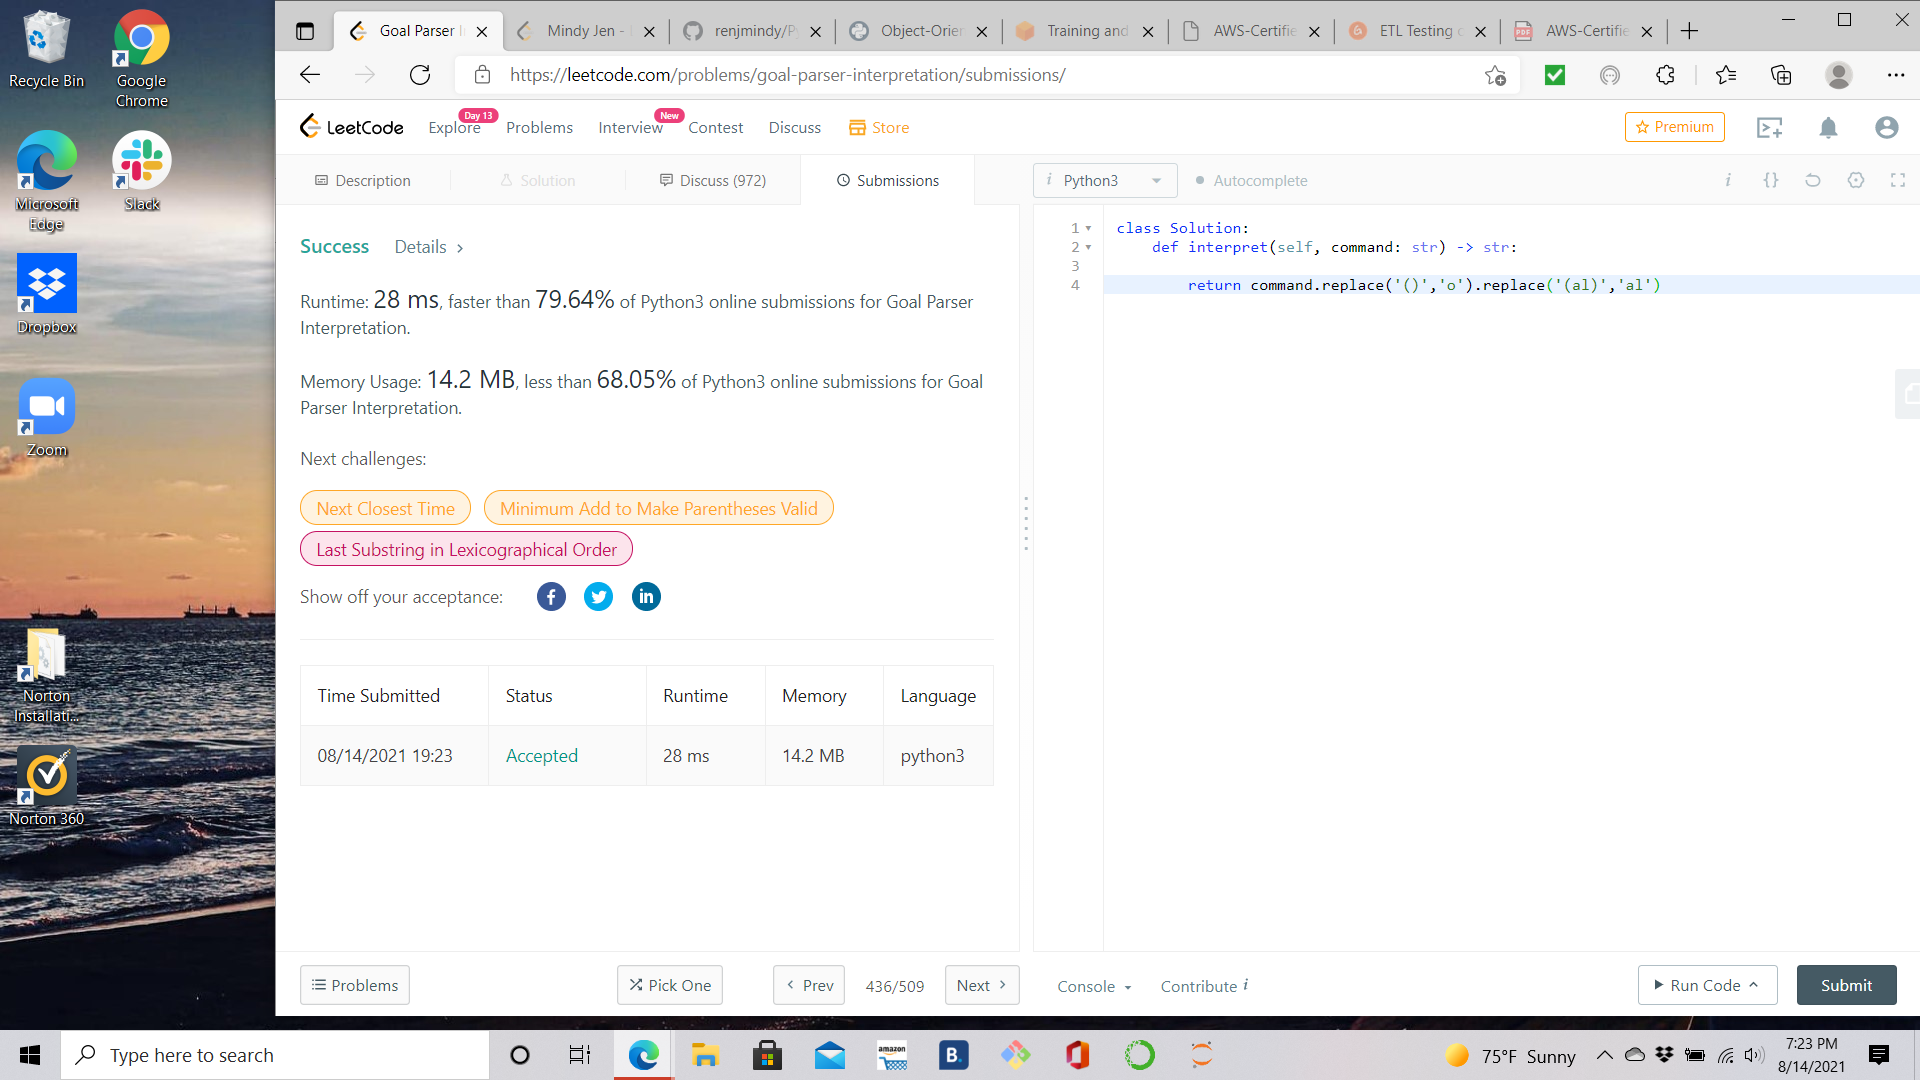 Recycle Bin
Google
Chrome
Microsoft
Edge
Slack
Dropbox
Zoom
Norton
Installati...
Norton 360
Goal Parser I
Mindy Jen -
renjmindy/P
Object-Orie
Training and
AWS-Certifie
ETL Testing
AWS-Certifie
https://leetcode.com/problems/goal-parser-interpretation/submissions/
LeetCode
Explore
Day 13
Problems
Interview
New
Contest
Discuss
Store
Premium
Description
Solution
Discuss (972)
Submissions
i Python3
Autocomplete
i {}
Success Details >
Runtime: 28 ms, faster than 79.64% of Python3 online submissions for Goal Parser
Interpretation.
Memory Usage: 14.2 MB, less than 68.05% of Python3 online submissions for Goal
Parser Interpretation.
Next challenges:
Next Closest Time
Minimum Add to Make Parentheses Valid
Last Substring in Lexicographical Order
Show off your acceptance:
f
in
Time Submitted Status Runtime Memory Language
08/14/2021 19:23 Accepted 28 ms 14.2 MB python3
1 class Solution:
2 def interpret(self, command: str) -> str:
3
4 return command.replace('()','o').replace('(al)','al')
Problems
Pick One
< Prev
436/509
Next >
Console
Contribute i
Run Code
Submit
Type here to search
amazon
B.
75°F Sunny
7:23 PM
8/14/2021